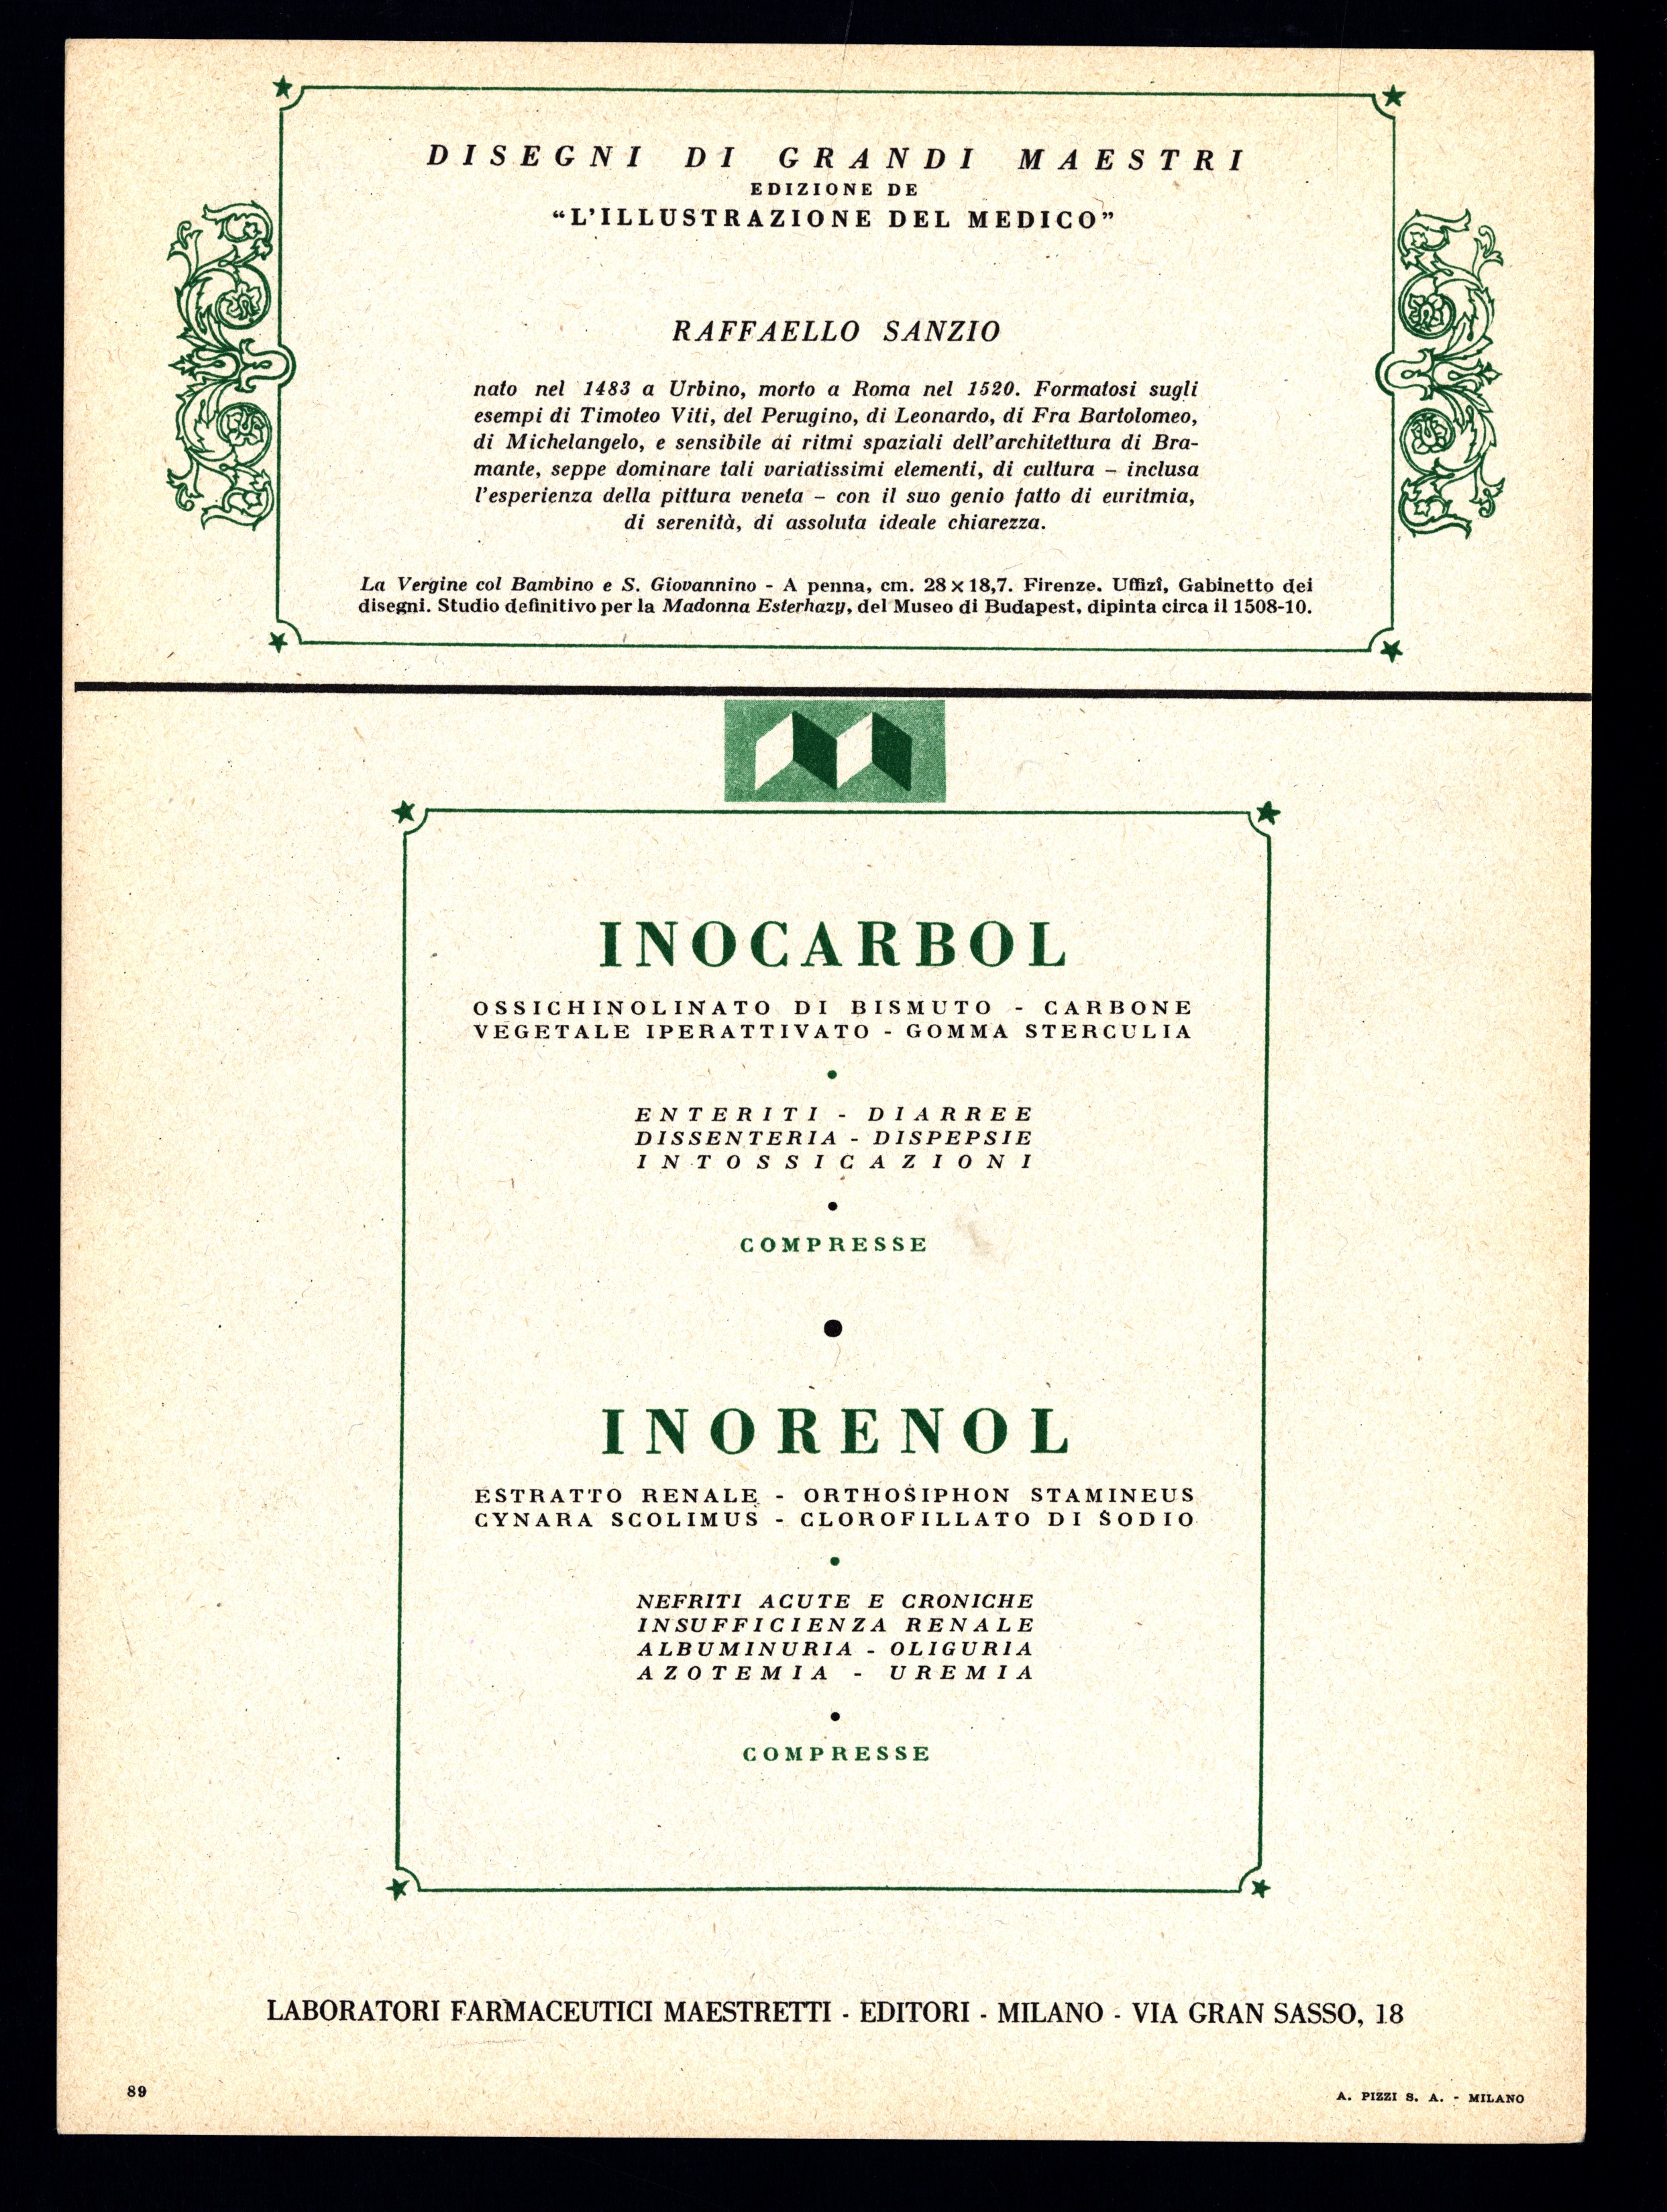 DISEGNI DI GRANDI MAESTRI
EDIZIONE DE
“L’ILLUSTRAZIONE DEL MEDICO”
RAFFAELLO SANZIO
nato nel 1483 a Urbino, morto a Roma nel 1520. Formatosi sugli
esempi di Timoteo Viti, del Perugino, di Leonardo, di Fra Bartolomeo,
di Michelangelo, e sensibile ai ritmi spaziali dell’architettura di Bra-
mante, seppe dominare tali variatissimi elementi, di cultura – inclusa
l’esperienza della pittura veneta – con il suo genio fatto di euritmia,
di serenità, di assoluta ideale chiarezza.
La Vergine col Bambino e S. Giovannino - A penna, cm. 28 × 18,7. Firenze. Uffizî, Gabinetto dei
disegni. Studio definitivo per la Madonna Esterhazy, del Museo di Budapest, dipinta circa il 1508-10.
INOCARBOL
OSSICHINOLINATO DI BISMUTO - CARBONE
VEGETALE IPERATTIVATO - GOMMA STERCULIA
ENTERITI - DIARREE
DISSENTERIA - DISPEPSIE
INTOSSICAZIONI
COMPRESSE
INORENOL
ESTRATTO RENALE - ORTHOSIPHON STAMINEUS
CYNARA SCOLIMUS - CLOROFILLATO DI SODIO
NEFRITI ACUTE E CRONICHE
INSUFFICIENZA RENALE
ALBUMINURIA - OLIGURIA
AZOTEMIA - UREMIA
COMPRESSE
LABORATORI FARMACEUTICI MAESTRETTI - EDITORI - MILANO - VIA GRAN SASSO, 18
89
A. PIZZI S. A. - MILANO